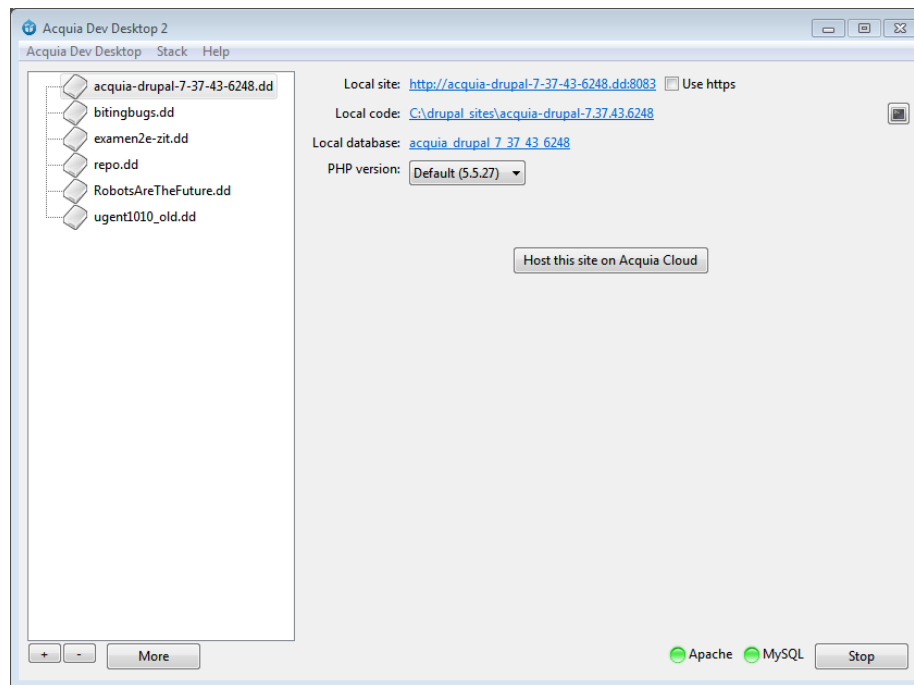 Acquia Dev Desktop 2
Acquia Dev Desktop Stack Help
acquia-drupal-7-37-43-6248.dd
bitingbugs.dd
examen2e-zit.dd
repo.dd
RobotsAreTheFuture.dd
ugent1010_old.dd
Local site: http://acquia-drupal-7-37-43-6248.dd:8083 Use https
Local code: C:\drupal_sites\acquia-drupal-7.37.43.6248
Local database: acquia_drupal_7_37_43_6248
PHP version: Default (5.5.27)
Host this site on Acquia Cloud
+ - More
Apache MySQL Stop